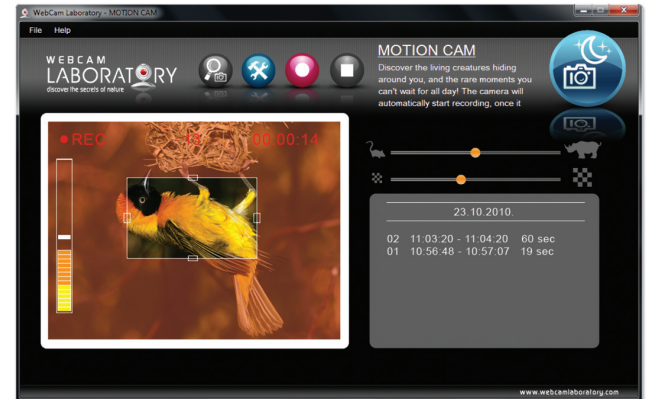 WebCam Laboratory - MOTION CAM
File Help
WEBCAM
LABORATORY
discover the secrets of nature
MOTION CAM
Discover the living creatures hiding
around you, and the rare moments you
can't wait for all day! The camera will
automatically start recording, once it
REC 00:00:14
23.10.2010.
02 11:03:20 - 11:04:20 60 sec
01 10:56:48 - 10:57:07 19 sec
www.webcamlaboratory.com